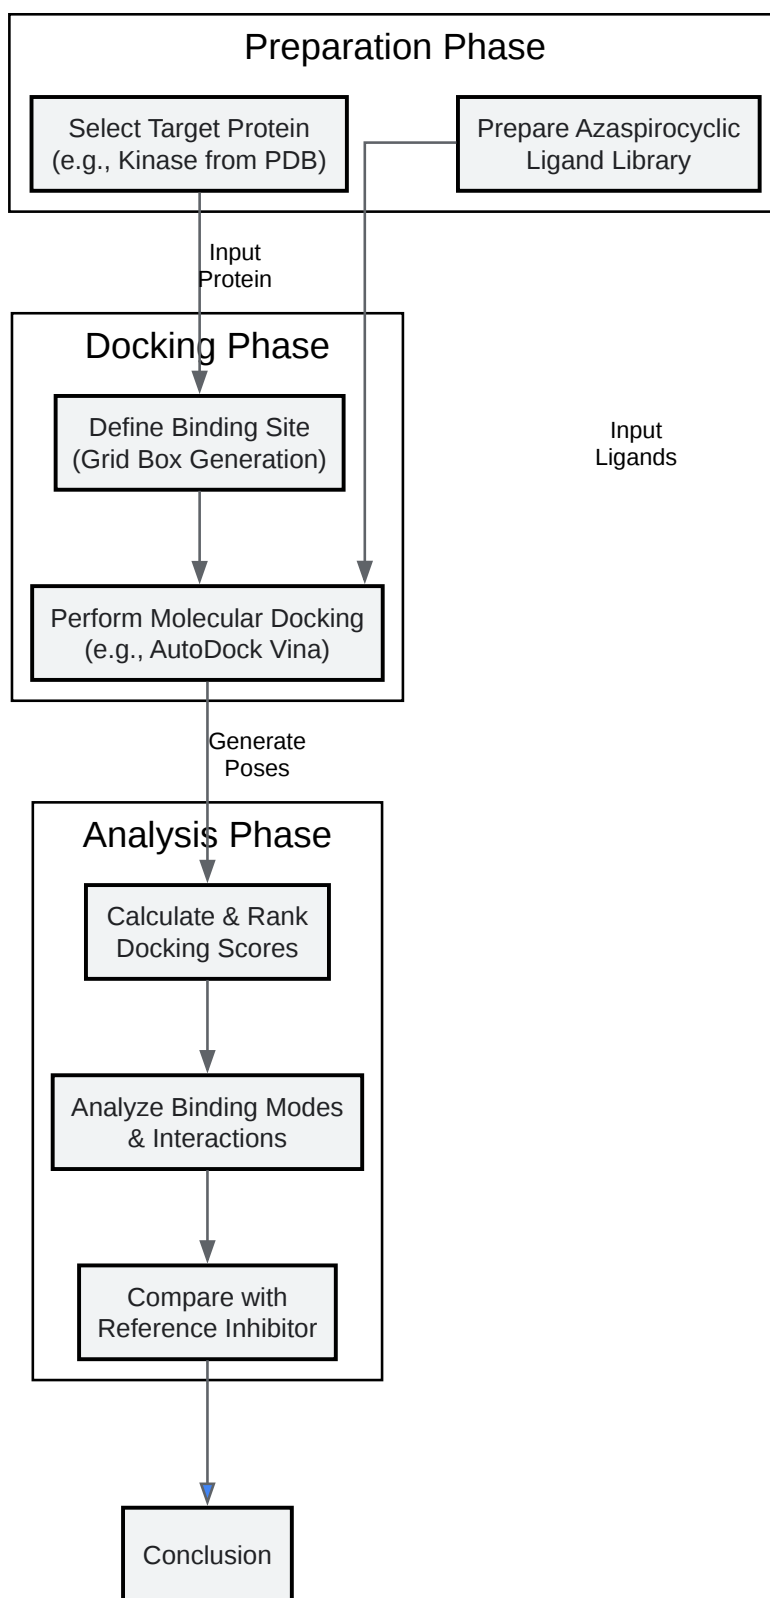 Preparation Phase
Select Target Protein
(e.g., Kinase from PDB)
Prepare Azaspirocyclic
Ligand Library
Input
Protein
Docking Phase
Define Binding Site
(Grid Box Generation)
Input
Ligands
Perform Molecular Docking
(e.g., AutoDock Vina)
Generate
Poses
Analysis Phase
Calculate & Rank
Docking Scores
Analyze Binding Modes
& Interactions
Compare with
Reference Inhibitor
Conclusion